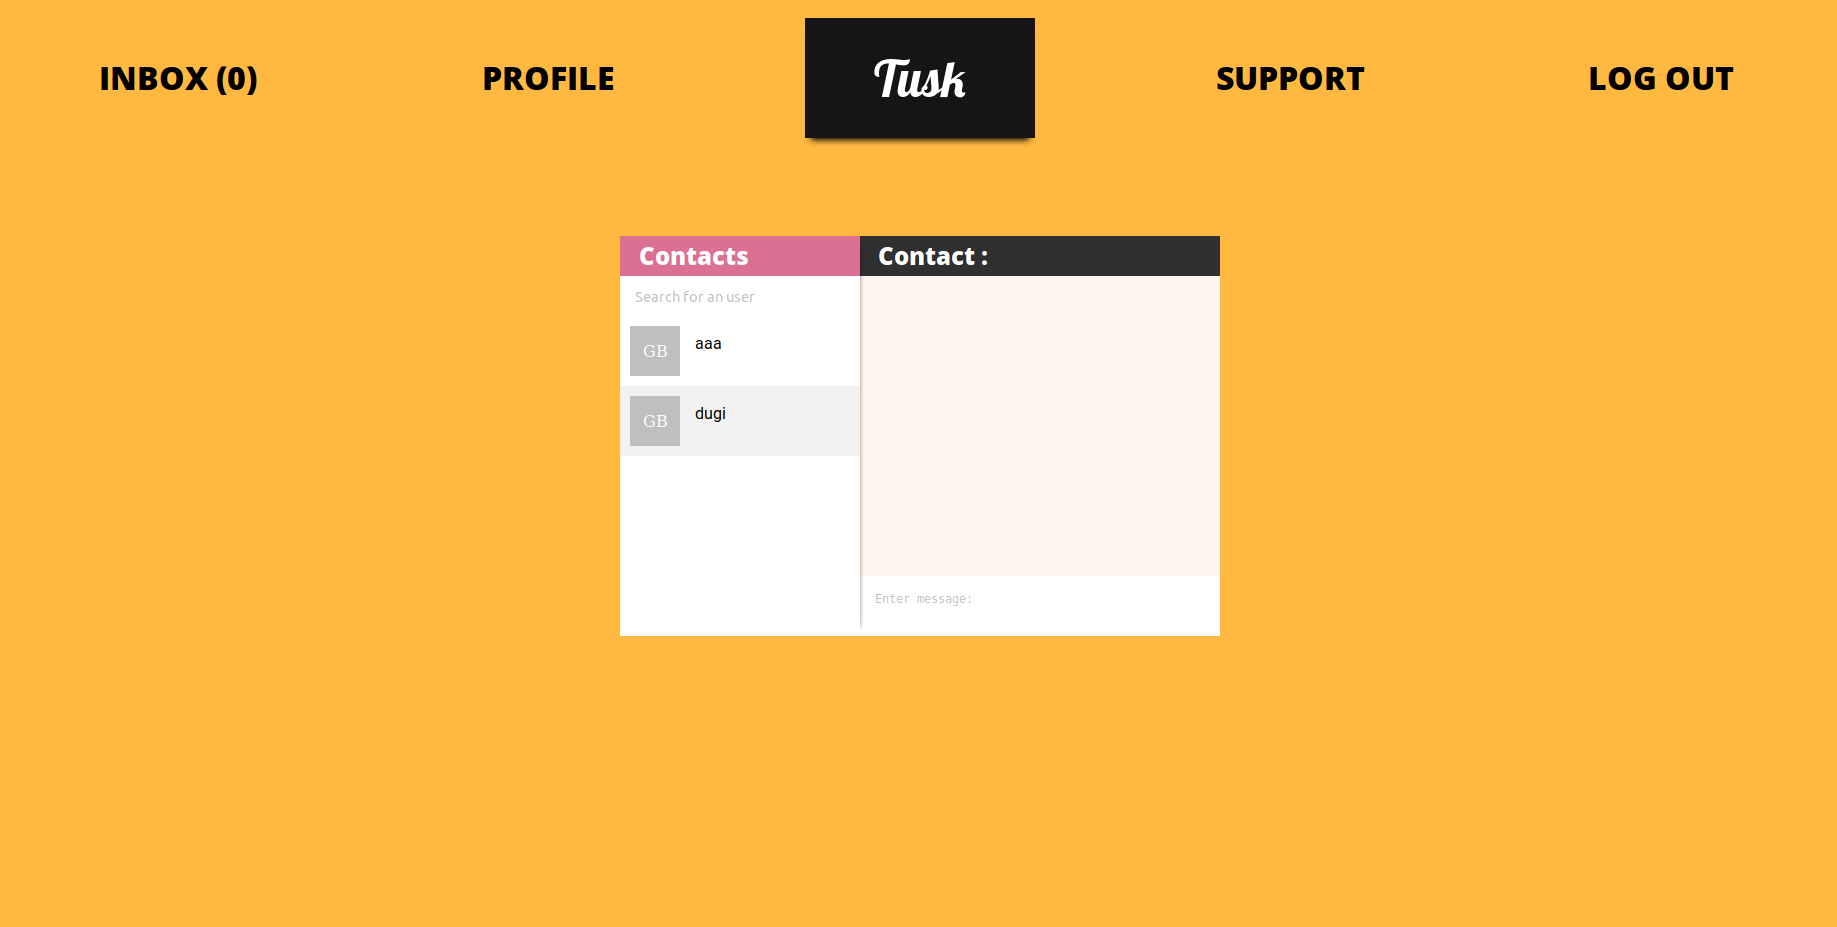 INBOX (0)
PROFILE
Tusk
SUPPORT
LOG OUT
Contacts
Contact :
Search for an user
GB
aaa
GB
dugi
Enter message: